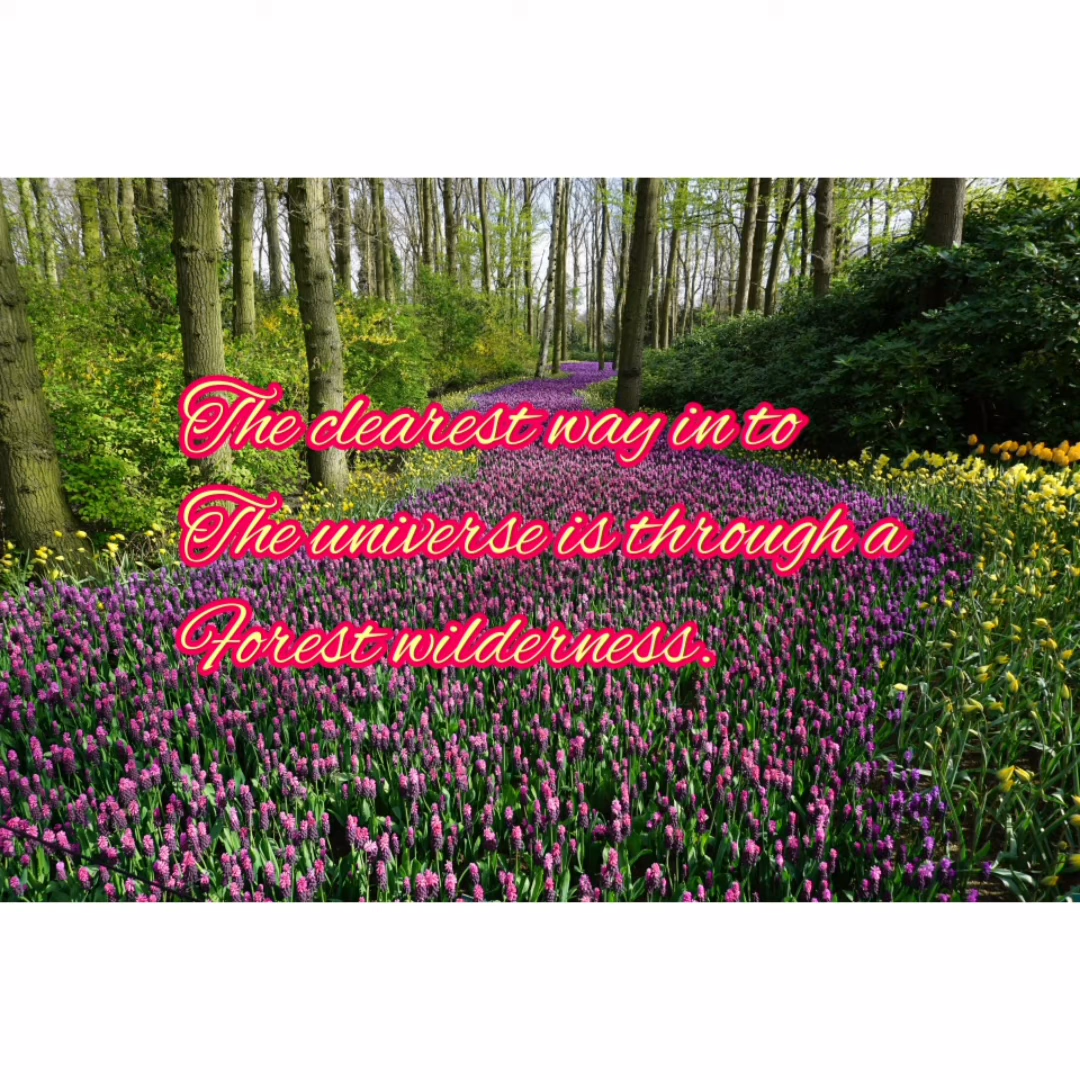 The clearest way in to
The universe is through a
Forest wilderness.